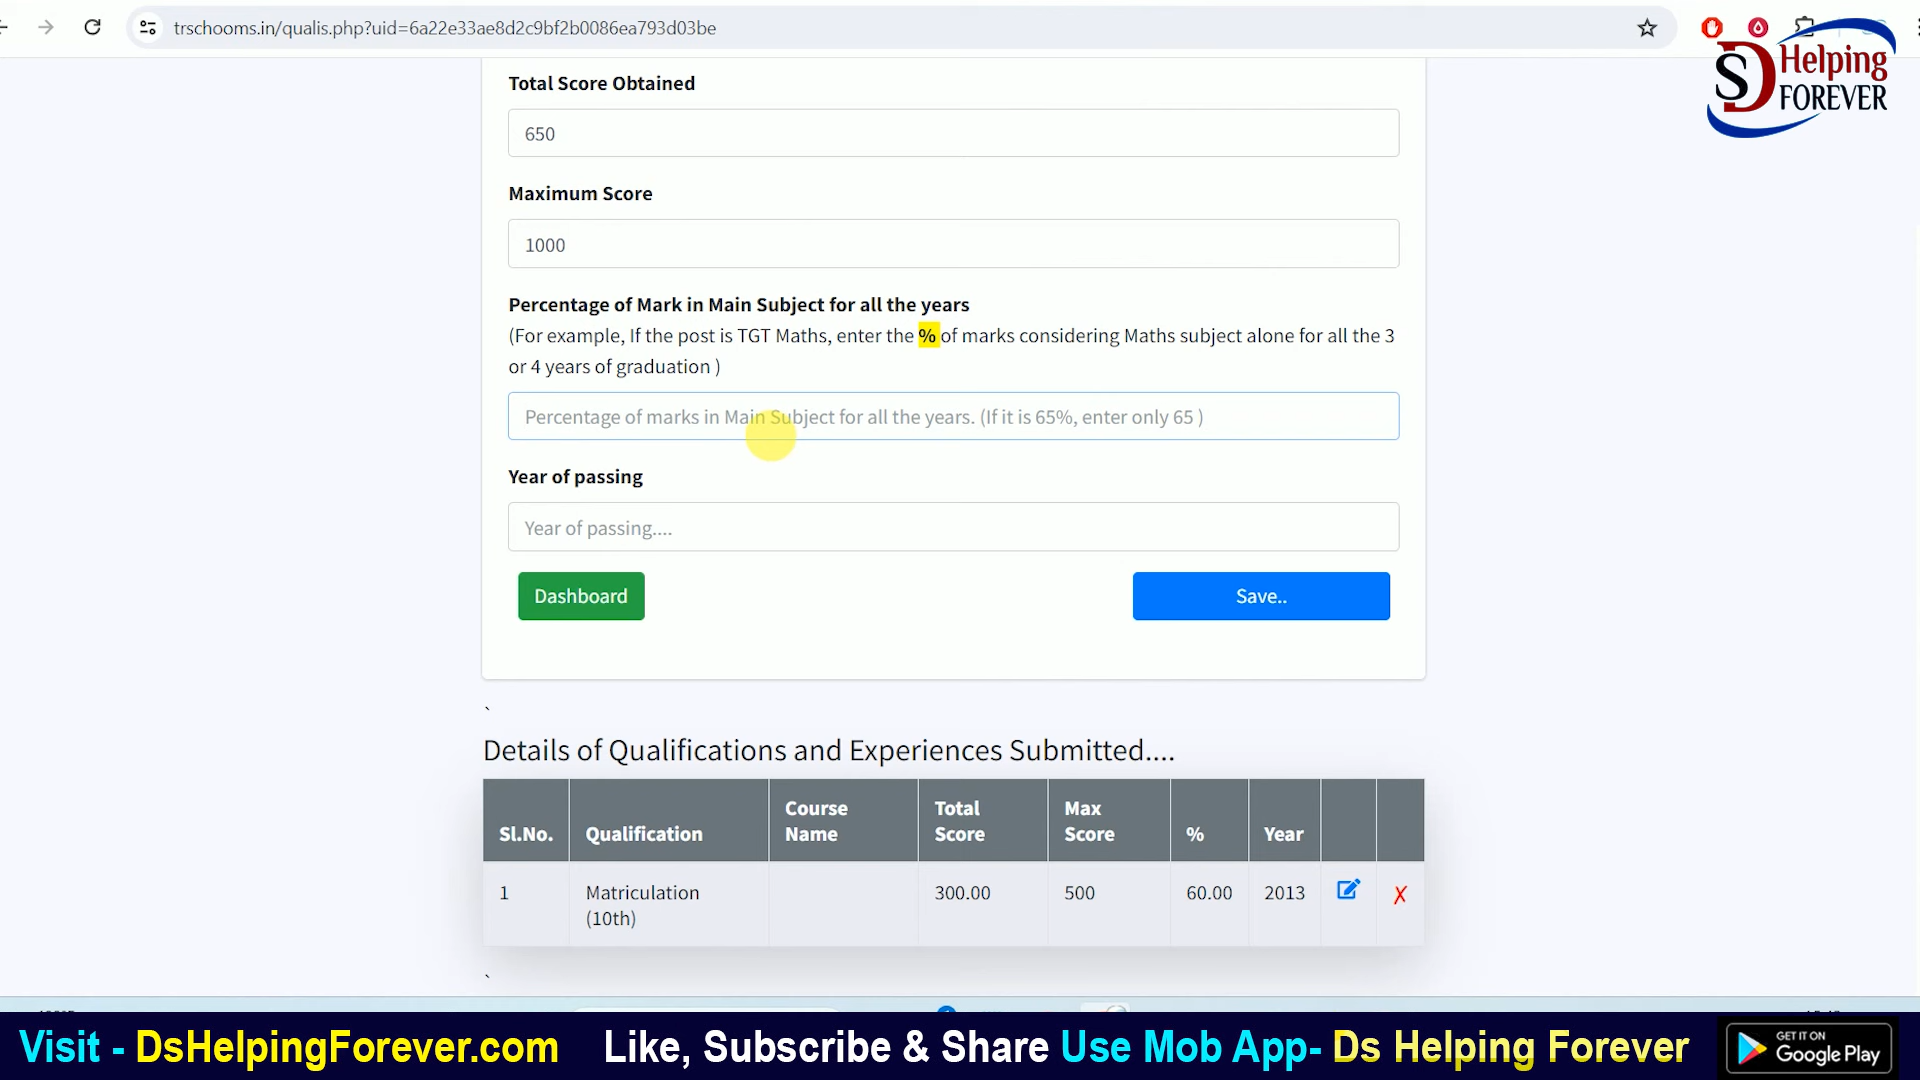 trschooms.in/qualis.php?uid=6a22e33ae8d2c9bf2b0086ea793d03be
SD Helping
FOREVER
Total Score Obtained
650
Maximum Score
1000
Percentage of Mark in Main Subject for all the years
(For example, If the post is TGT Maths, enter the % of marks considering Maths subject alone for all the 3
or 4 years of graduation )
Percentage of marks in Main Subject for all the years. (If it is 65%, enter only 65 )
Year of passing
Year of passing....
Dashboard
Save..
`
Details of Qualifications and Experiences Submitted....
Sl.No. Qualification Course Name Total Score Max Score % Year
1 Matriculation (10th) 300.00 500 60.00 2013 X
`
Visit - DsHelpingForever.com Like, Subscribe & Share Use Mob App- Ds Helping Forever
GET IT ON
Google Play